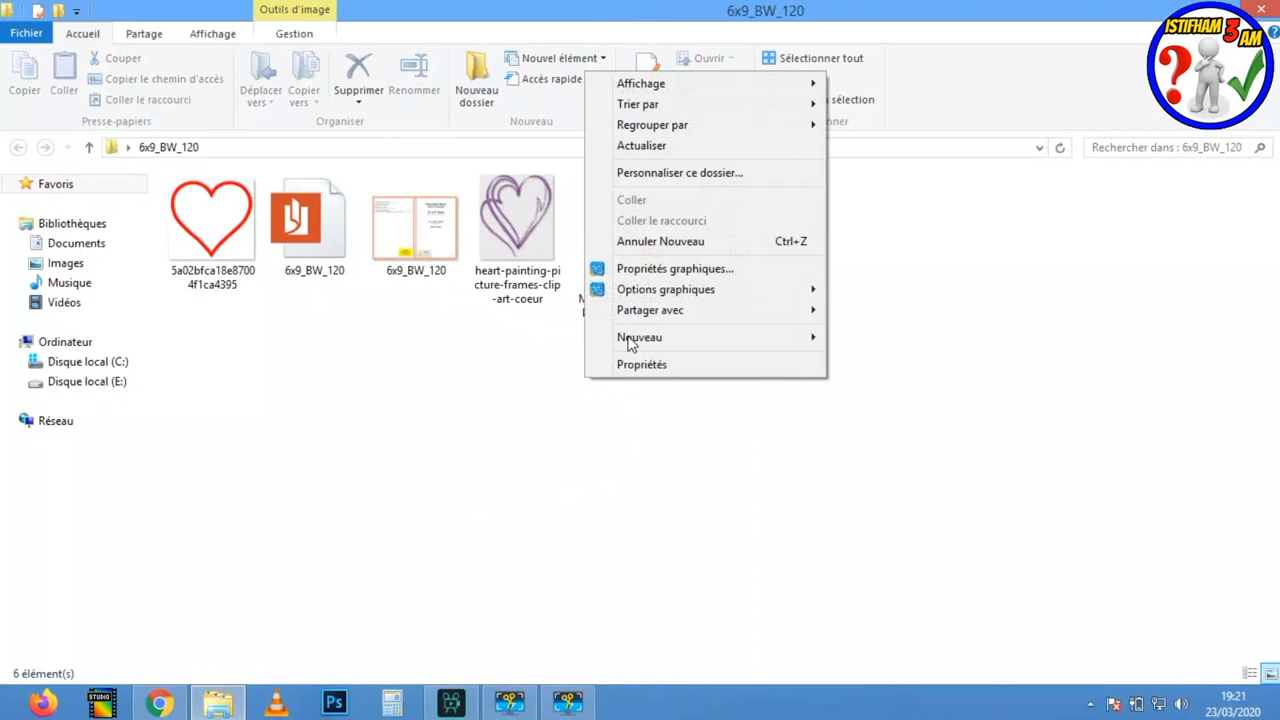 Outils d'image
6x9_BW_120
Fichier
Accueil
Partage
Affichage
Gestion
ISTIFHAM 3 AM
Copier
Coller
Couper
Copier le chemin d'accès
Coller le raccourci
Presse-papiers
Déplacer vers
Copier vers
Supprimer
Renommer
Organiser
Nouveau dossier
Nouvel élément
Accès rapide
Nouveau
Ouvrir
Sélectionner tout
6x9_BW_120
Rechercher dans : 6x9_BW_120
Favoris
Bibliothèques
Documents
Images
Musique
Vidéos
Ordinateur
Disque local (C:)
Disque local (E:)
Réseau
5a02bfca18e8700
4f1ca4395
6x9_BW_120
6x9_BW_120
heart-painting-pi
cture-frames-clip
-art-coeur
Affichage
Trier par
Regrouper par
Actualiser
Personnaliser ce dossier...
Coller
Coller le raccourci
Annuler Nouveau Ctrl+Z
Propriétés graphiques...
Options graphiques
Partager avec
Nouveau
Propriétés
6 élément(s)
STUDIO
Ps
19:21
23/03/2020